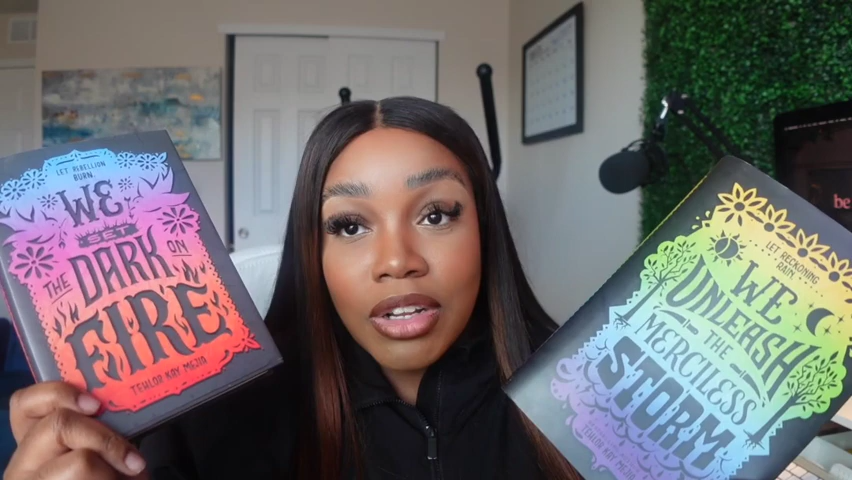 LET REBELLION
BURN.
WE
SET
THE
DARK
ON
FIRE
TEHLOR KAY MEJIA
LET RECKONING
RAIN.
WE
UNLEASH
THE
MERCILESS
STORM
TEHLOR KAY MEJIA
be